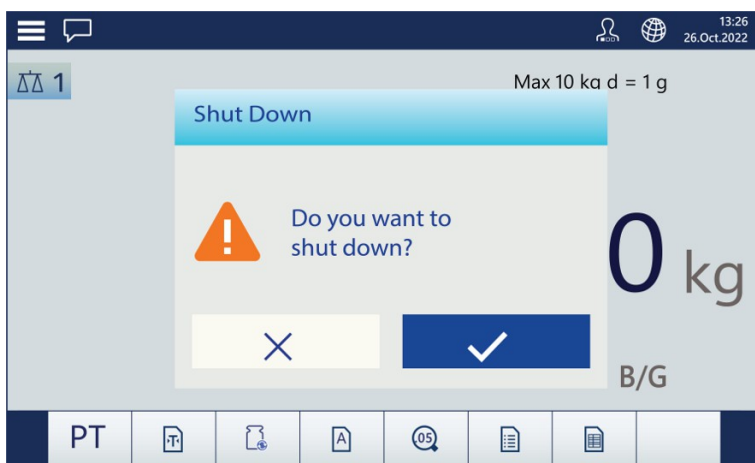 13:26
26.Oct.2022
1
Max 10 kg d = 1 g
Shut Down
Do you want to
shut down?
0 kg
B/G
PT
T
A
.05